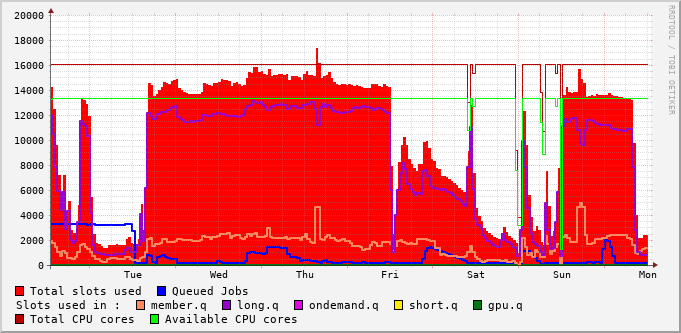 RRDTOOL / TOBI OETIKER
20000
18000
16000
14000
12000
10000
8000
6000
4000
2000
0
Tue Wed Thu Fri Sat Sun Mon
Total slots used Queued Jobs
Slots used in : member.q long.q ondemand.q short.q gpu.q
Total CPU cores Available CPU cores